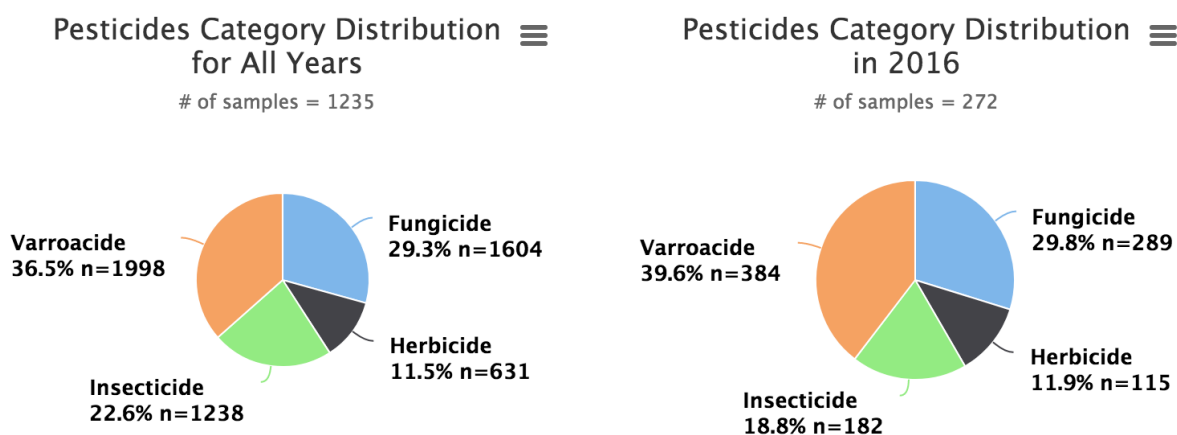 Pesticides Category Distribution
for All Years
# of samples = 1235
Fungicide
29.3% n=1604
Varroacide
36.5% n=1998
Herbicide
11.5% n=631
Insecticide
22.6% n=1238
Pesticides Category Distribution
in 2016
# of samples = 272
Fungicide
29.8% n=289
Varroacide
39.6% n=384
Herbicide
11.9% n=115
Insecticide
18.8% n=182